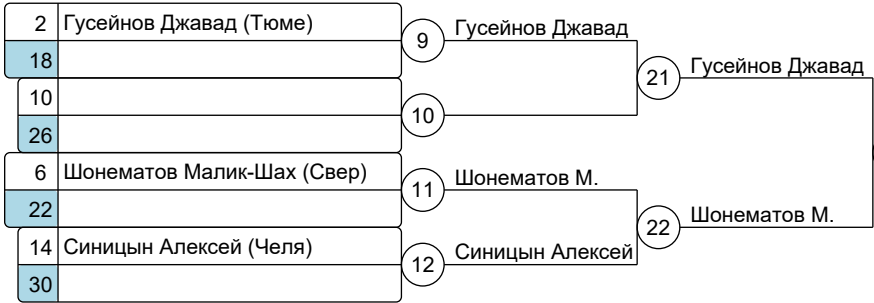 2 Гусейнов Джавад (Тюме)
9 Гусейнов Джавад
18
21 Гусейнов Джавад
10
10
26
6 Шонематов Малик-Шах (Свер)
11 Шонематов М.
22
22 Шонематов М.
14 Синицын Алексей (Челя)
12 Синицын Алексей
30